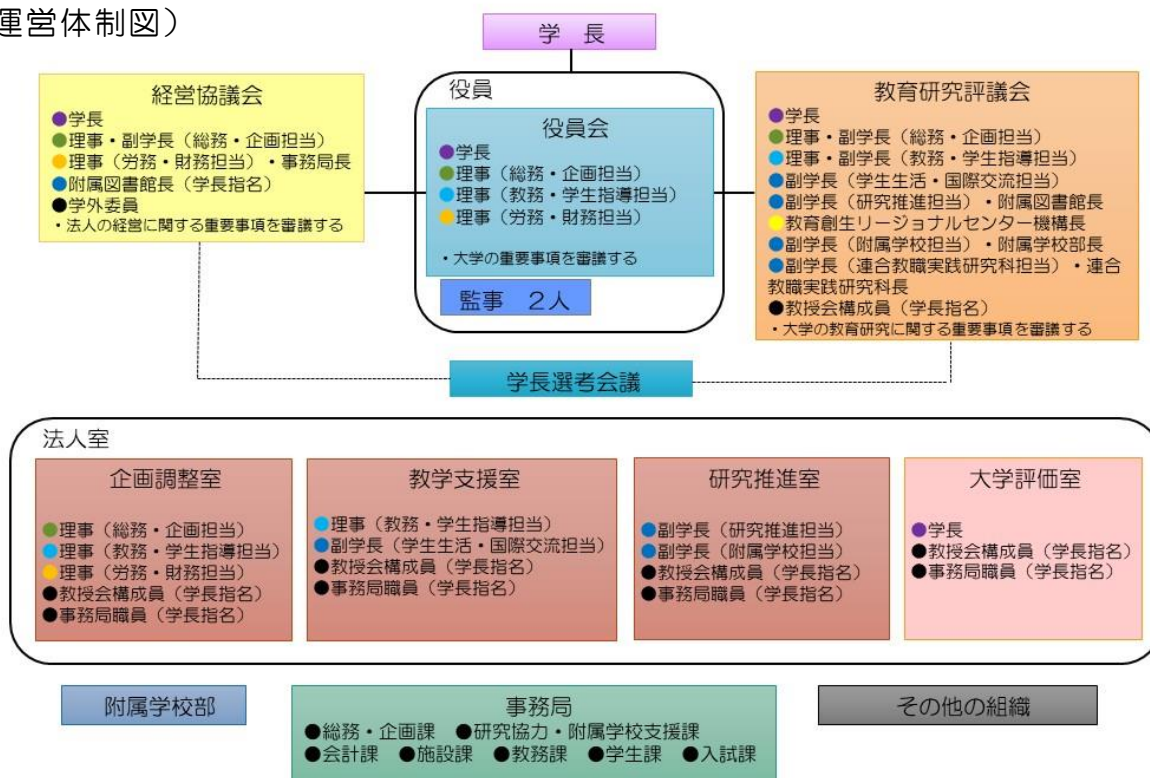 運営体制図）
学　長
経営協議会
●学長
●理事・副学長（総務・企画担当）
●理事（労務・財務担当）・事務局長
●附属図書館長（学長指名）
●学外委員
・法人の経営に関する重要事項を審議する
役員
役員会
●学長
●理事（総務・企画担当）
●理事（教務・学生指導担当）
●理事（労務・財務担当）
・大学の重要事項を審議する
監事　２人
教育研究評議会
●学長
●理事・副学長（総務・企画担当）
●理事・副学長（教務・学生指導担当）
●副学長（学生生活・国際交流担当）
●副学長（研究推進担当）・附属図書館長
●教育創生リージョナルセンター機構長
●副学長（附属学校担当）・附属学校部長
●副学長（連合教職実践研究科担当）・連合
教職実践研究科長
●教授会構成員（学長指名）
・大学の教育研究に関する重要事項を審議する
学長選考会議
法人室
企画調整室
●理事（総務・企画担当）
●理事（教務・学生指導担当）
●理事（労務・財務担当）
●教授会構成員（学長指名）
●事務局職員（学長指名）
教学支援室
●理事（教務・学生指導担当）
●副学長（学生生活・国際交流担当）
●教授会構成員（学長指名）
●事務局職員（学長指名）
研究推進室
●副学長（研究推進担当）
●副学長（附属学校担当）
●教授会構成員（学長指名）
●事務局職員（学長指名）
大学評価室
●学長
●教授会構成員（学長指名）
●事務局職員（学長指名）
附属学校部
事務局
●総務・企画課　●研究協力・附属学校支援課
●会計課　●施設課　●教務課　●学生課　●入試課
その他の組織